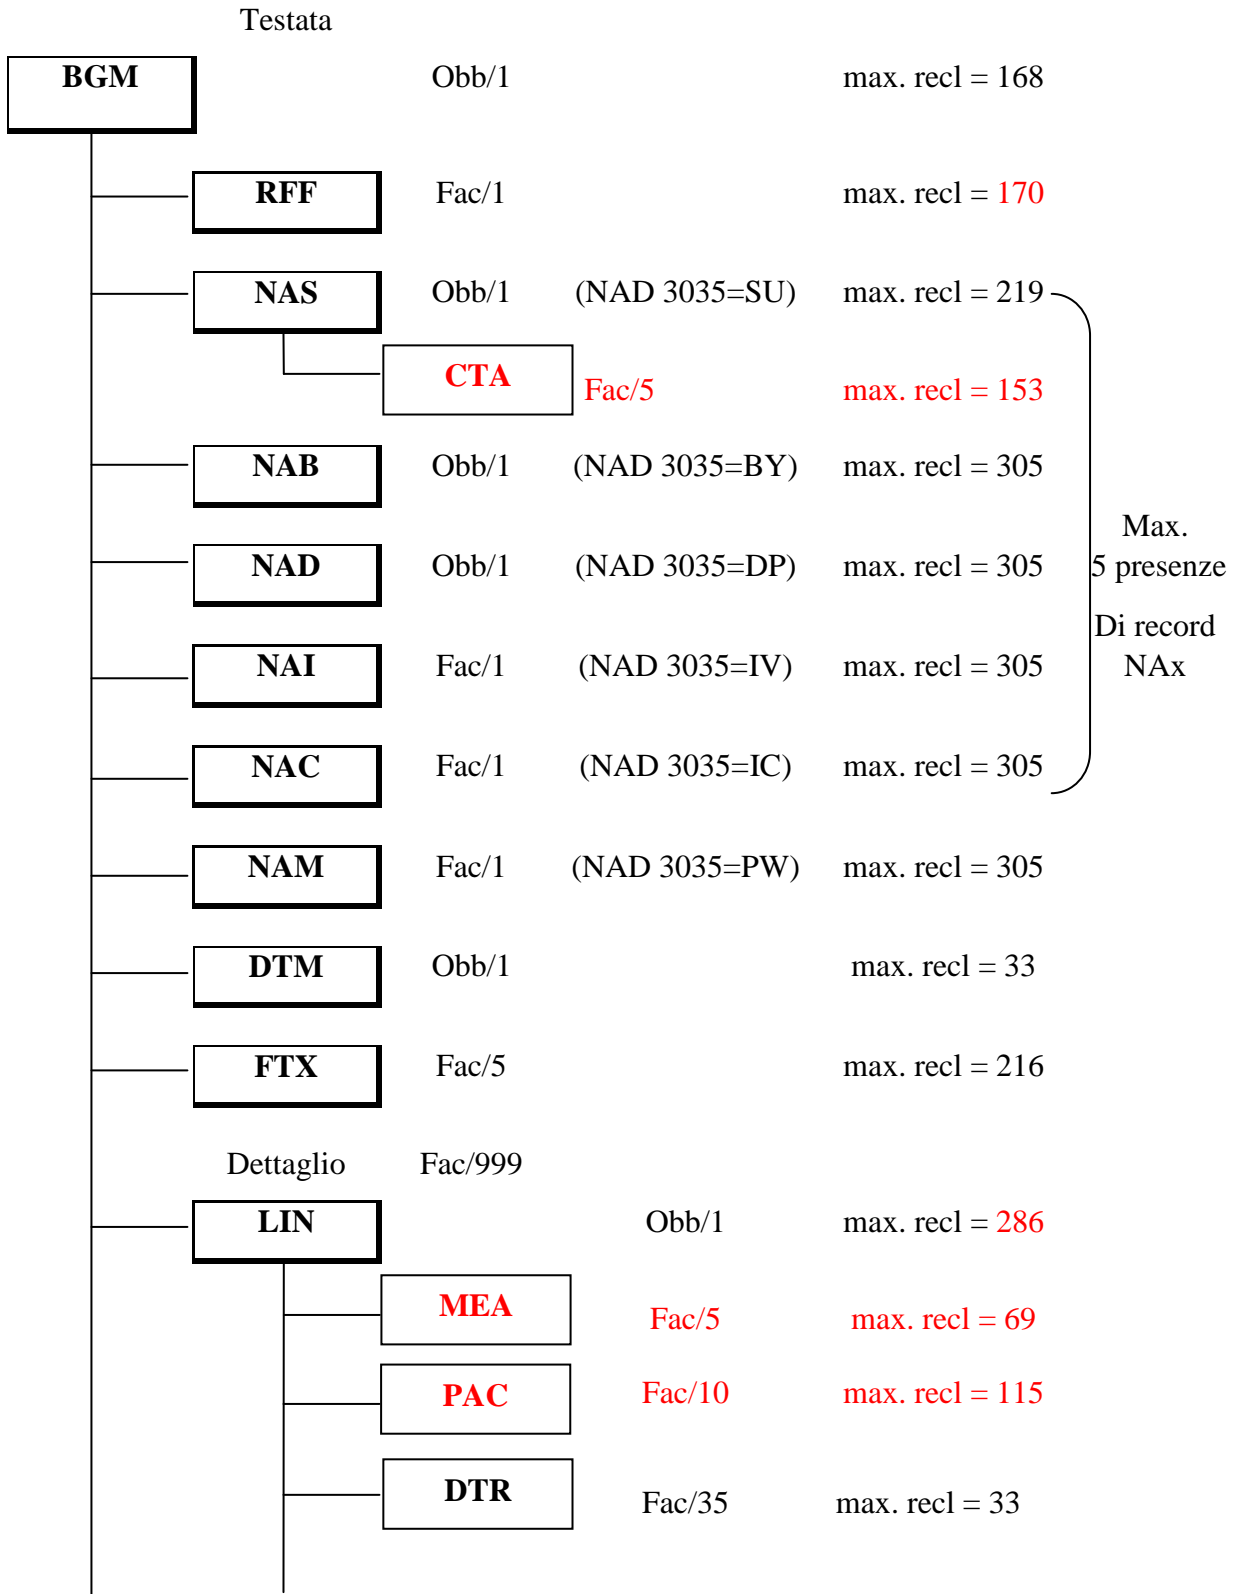 Testata
BGM Obb/1 max. recl = 168
RFF Fac/1 max. recl = 170
NAS Obb/1 (NAD 3035=SU) max. recl = 219
CTA Fac/5 max. recl = 153
NAB Obb/1 (NAD 3035=BY) max. recl = 305
Max.
NAD Obb/1 (NAD 3035=DP) max. recl = 305 5 presenze
Di record
NAI Fac/1 (NAD 3035=IV) max. recl = 305 NAx
NAC Fac/1 (NAD 3035=IC) max. recl = 305
NAM Fac/1 (NAD 3035=PW) max. recl = 305
DTM Obb/1 max. recl = 33
FTX Fac/5 max. recl = 216
Dettaglio Fac/999
LIN Obb/1 max. recl = 286
MEA Fac/5 max. recl = 69
PAC Fac/10 max. recl = 115
DTR Fac/35 max. recl = 33